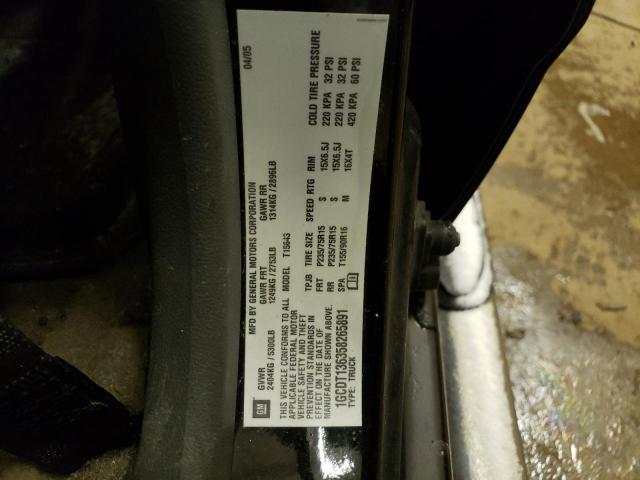 GM
MFD BY GENERAL MOTORS CORPORATION 04/05
GVWR GAWR FRT GAWR RR
2404KG / 5300LB 1249KG / 2753LB 1314KG / 2896LB
THIS VEHICLE CONFORMS TO ALL
APPLICABLE FEDERAL MOTOR
VEHICLE SAFETY AND THEFT
PREVENTION STANDARDS IN
EFFECT ON THE DATE OF
MANUFACTURE SHOWN ABOVE.
1GCDT136358265891
TYPE: TRUCK
MODEL T15643
TPJB TIRE SIZE SPEED RTG RIM COLD TIRE PRESSURE
FRT P235/75R15 S 15X6.5J 220 KPA 32 PSI
RR P235/75R15 S 15X6.5J 220 KPA 32 PSI
SPA T155/90R16 M 16X4T 420 KPA 60 PSI